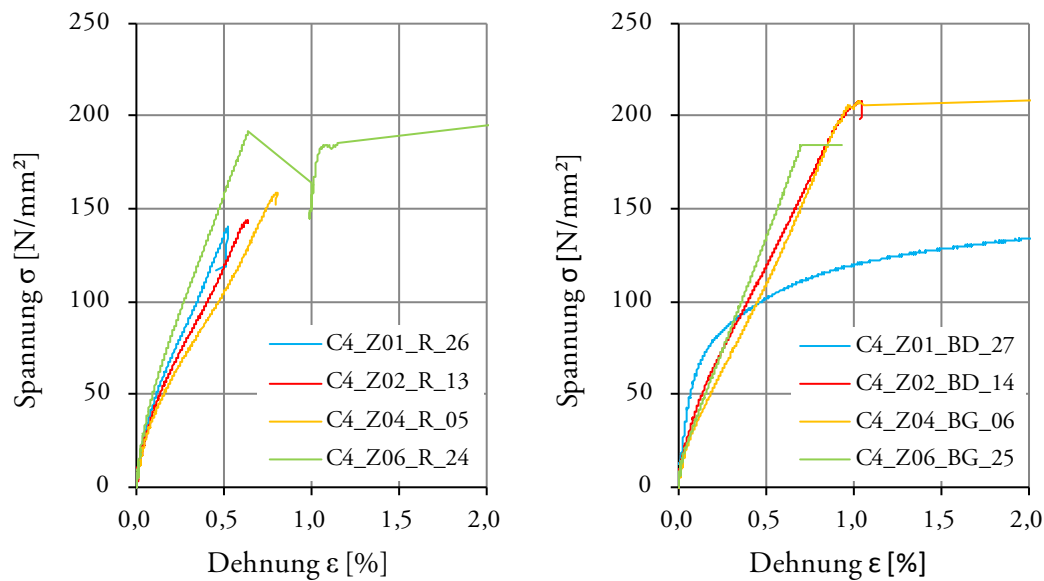 250
200
150
100
50
0
Spannung σ [N/mm²]
C4_Z01_R_26
C4_Z02_R_13
C4_Z04_R_05
C4_Z06_R_24
0,0 0,5 1,0 1,5 2,0
Dehnung ε [%]
250
200
150
100
50
0
Spannung σ [N/mm²]
C4_Z01_BD_27
C4_Z02_BD_14
C4_Z04_BG_06
C4_Z06_BG_25
0,0 0,5 1,0 1,5 2,0
Dehnung ε [%]